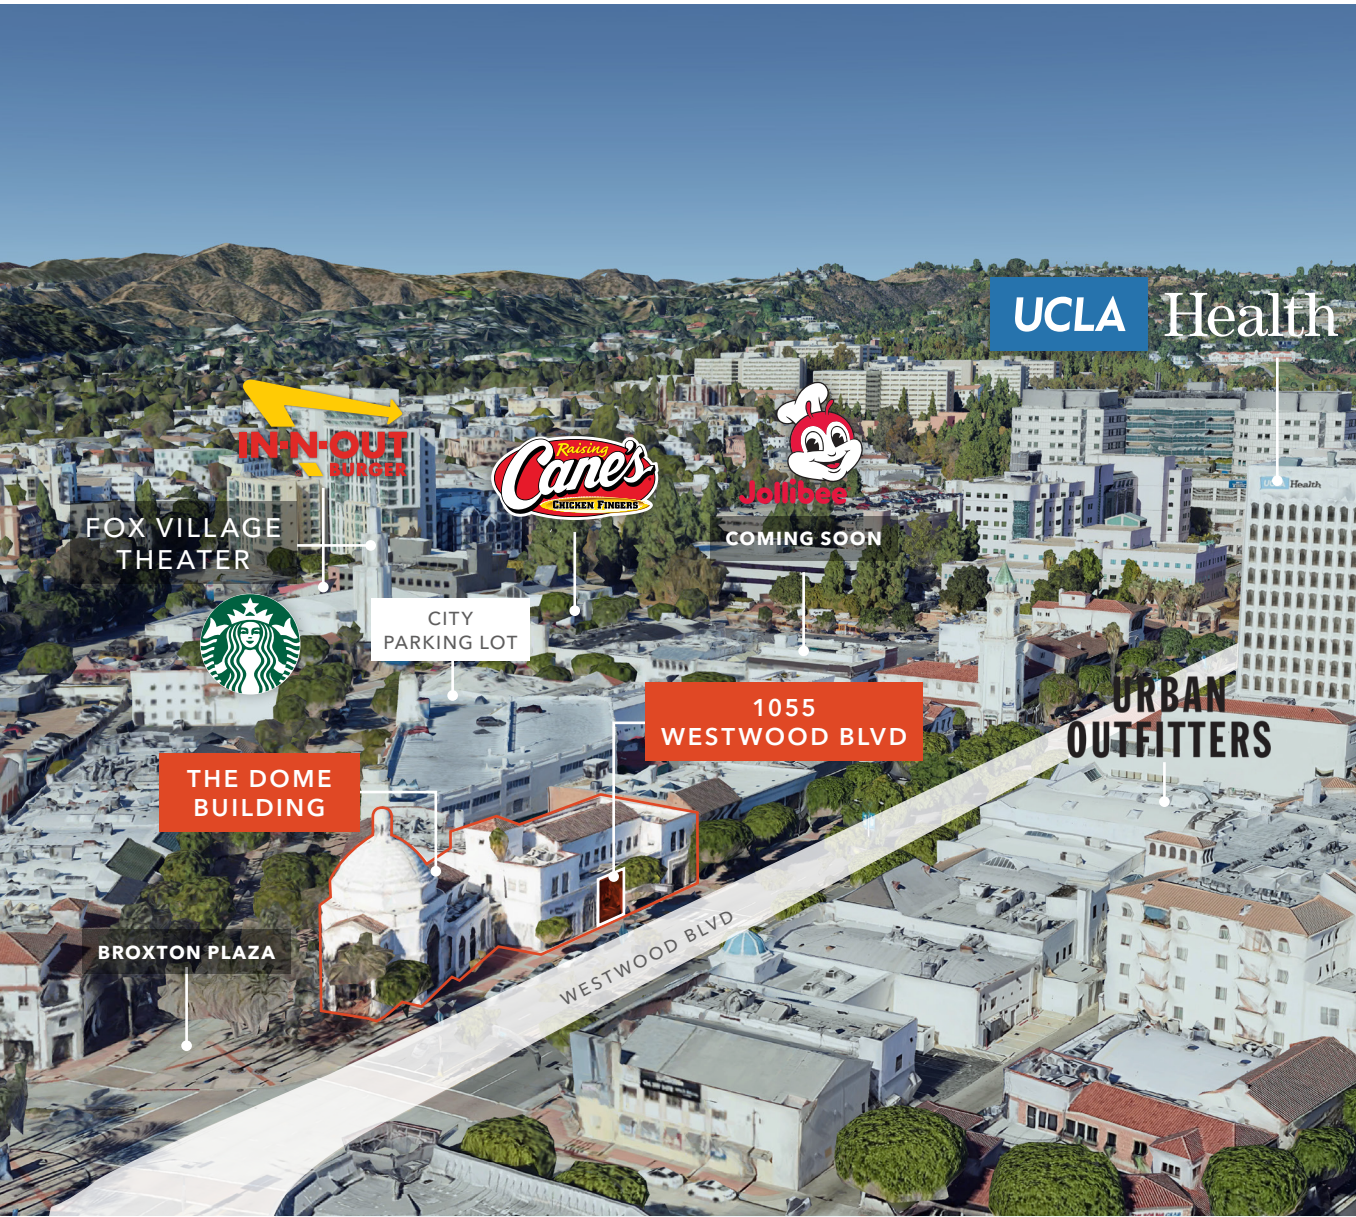 UCLA Health
IN-N-OUT
BURGER
Raising
Cane's
CHICKEN FINGERS
Jollibee
COMING SOON
Health
FOX VILLAGE
THEATER
CITY
PARKING LOT
URBAN
OUTFITTERS
1055
WESTWOOD BLVD
THE DOME
BUILDING
WESTWOOD BLVD
BROXTON PLAZA